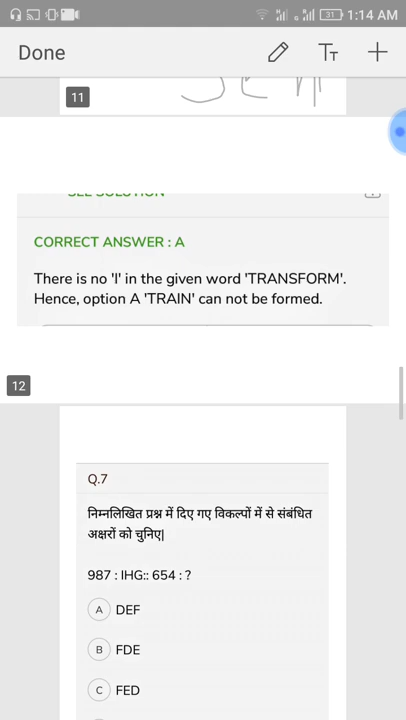 31 1:14 AM
Done
11
CORRECT ANSWER : A
There is no 'I' in the given word 'TRANSFORM'.
Hence, option A 'TRAIN' can not be formed.
12
Q.7
निम्नलिखित प्रश्न में दिए गए विकल्पों में से संबंधित
अक्षरों को चुनिए|
987 : IHG:: 654 : ?
A DEF
B FDE
C FED